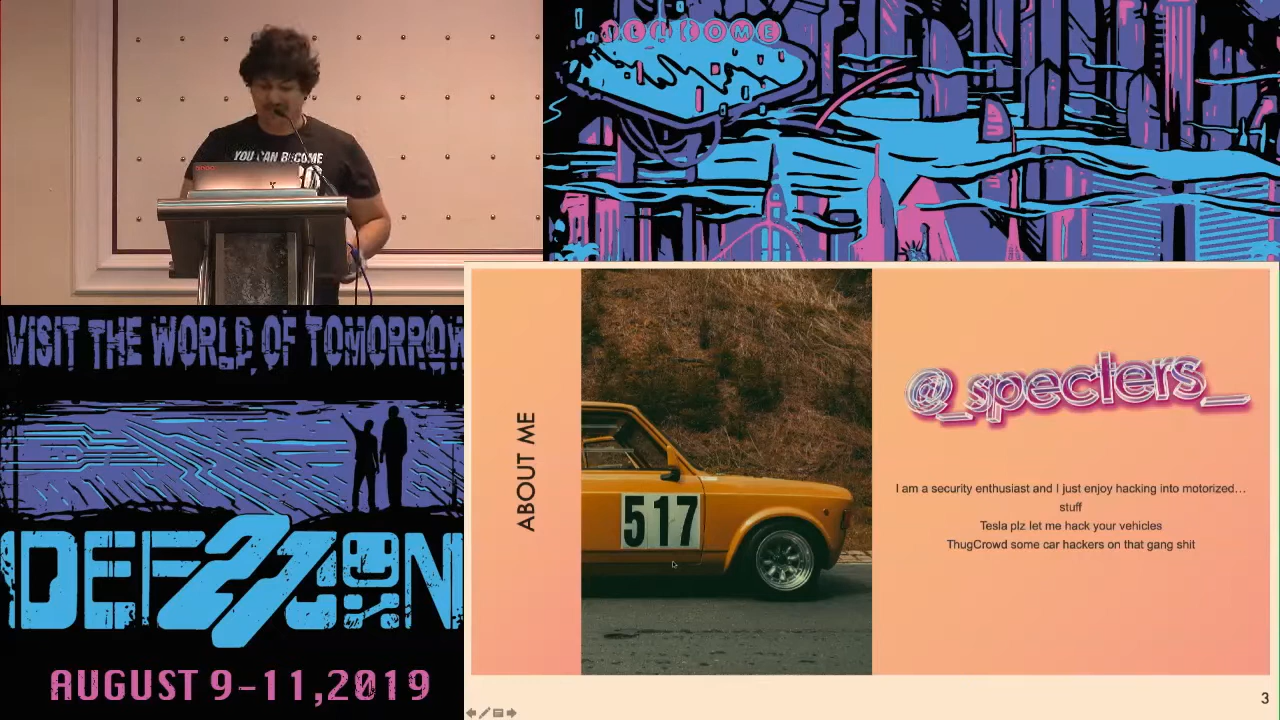 WELCOME
YOU CAN BECOME
VISIT THE WORLD OF TOMORROW
DEF CON
27
AUGUST 9-11,2019
ABOUT ME
517
@_specters_
I am a security enthusiast and I just enjoy hacking into motorized…
stuff
Tesla plz let me hack your vehicles
ThugCrowd some car hackers on that gang shit
3